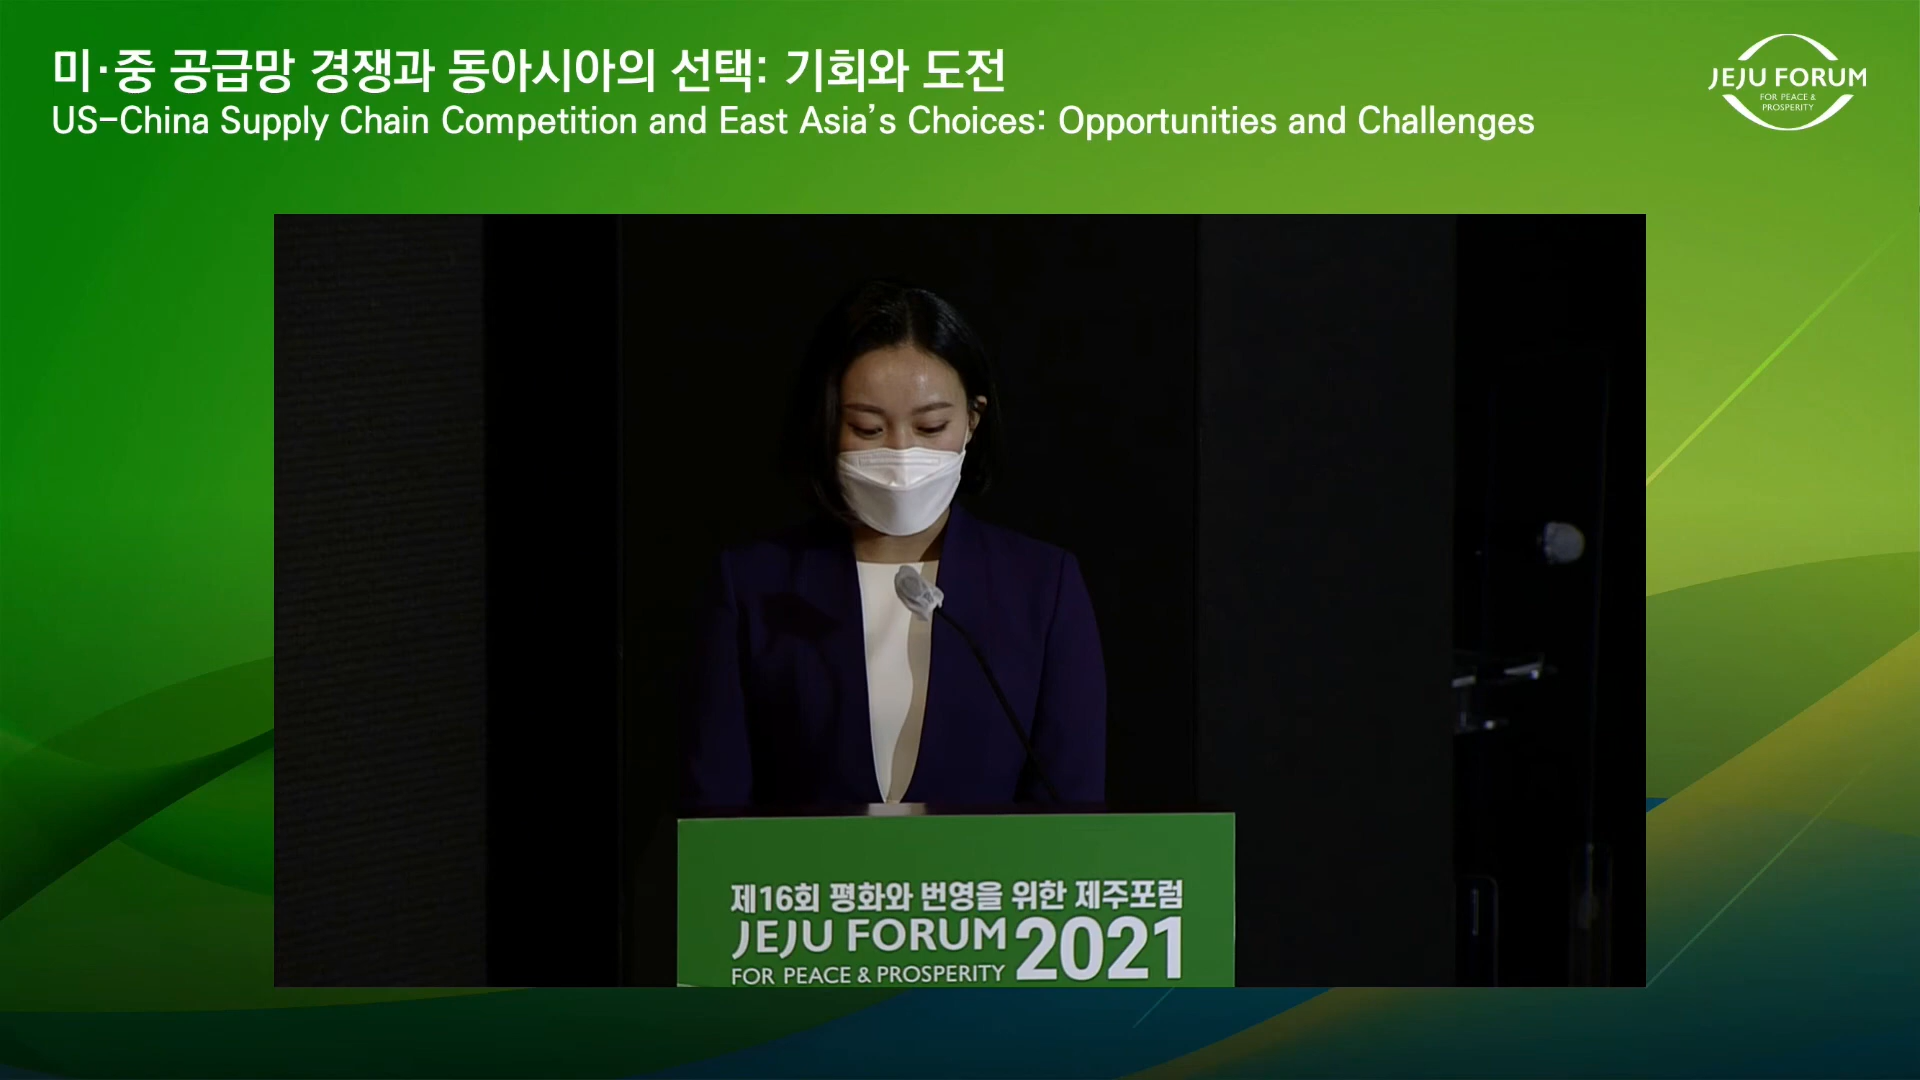 미·중 공급망 경쟁과 동아시아의 선택: 기회와 도전
US-China Supply Chain Competition and East Asia's Choices: Opportunities and Challenges
JEJU FORUM
FOR PEACE &
PROSPERITY
제16회 평화와 번영을 위한 제주포럼
JEJU FORUM 2021
FOR PEACE & PROSPERITY